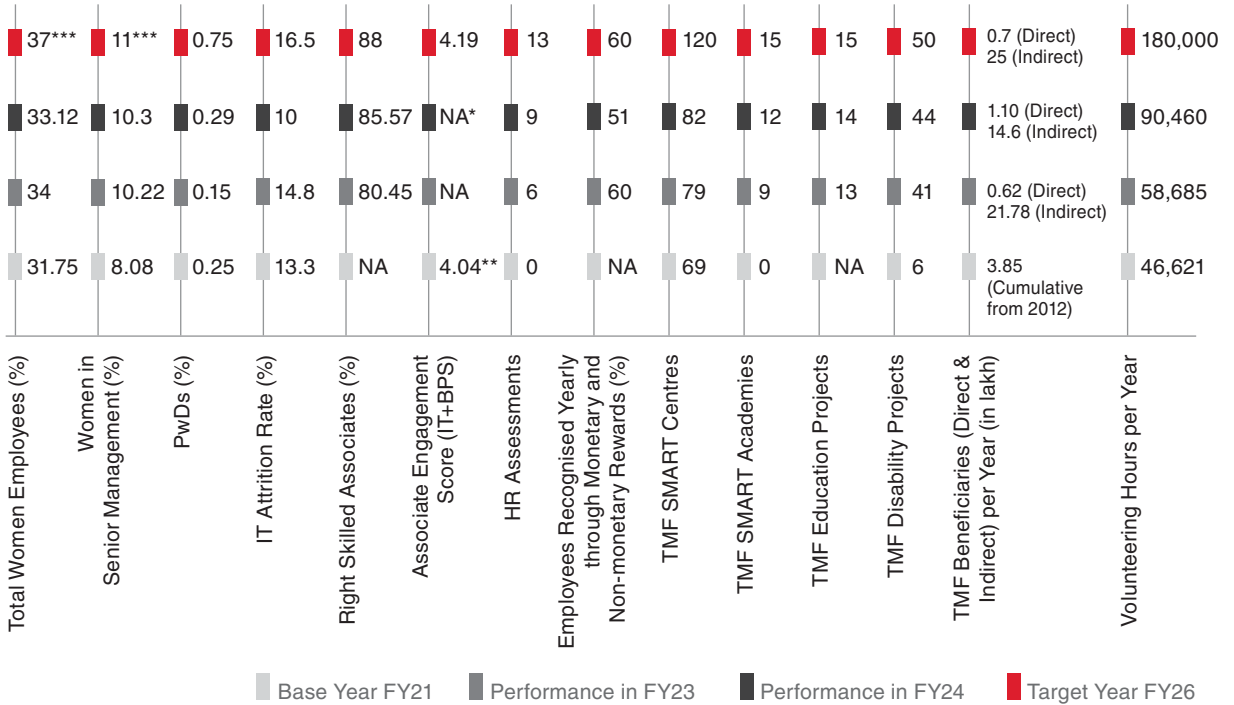 37*** 11*** 0.75 16.5 88 4.19 13 60 120 15 15 50 0.7 (Direct) 180,000
25 (Indirect)
33.12 10.3 0.29 10 85.57 NA* 9 51 82 12 14 44 1.10 (Direct) 90,460
14.6 (Indirect)
34 10.22 0.15 14.8 80.45 NA 6 60 79 9 13 41 0.62 (Direct) 58,685
21.78 (Indirect)
31.75 8.08 0.25 13.3 NA 4.04** 0 NA 69 0 NA 6 3.85 46,621
(Cumulative
from 2012)
Total Women Employees (%)
Women in
Senior Management (%)
PwDs (%)
IT Attrition Rate (%)
Right Skilled Associates (%)
Associate Engagement
Score (IT+BPS)
HR Assessments
Employees Recognised Yearly
through Monetary and
Non-monetary Rewards (%)
TMF SMART Centres
TMF SMART Academies
TMF Education Projects
TMF Disability Projects
TMF Beneficiaries (Direct &
Indirect) per Year (in lakh)
Volunteering Hours per Year
Base Year FY21 Performance in FY23 Performance in FY24 Target Year FY26